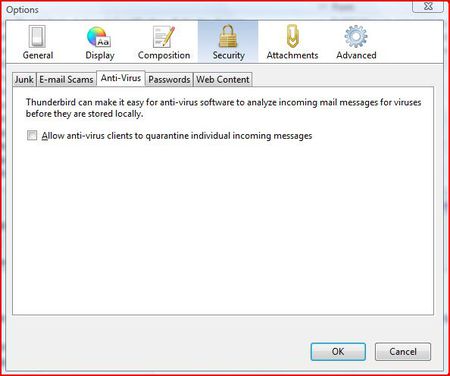 Options
General Display Composition Security Attachments Advanced
Junk E-mail Scams Anti-Virus Passwords Web Content
Thunderbird can make it easy for anti-virus software to analyze incoming mail messages for viruses
before they are stored locally.
Allow anti-virus clients to quarantine individual incoming messages
OK Cancel